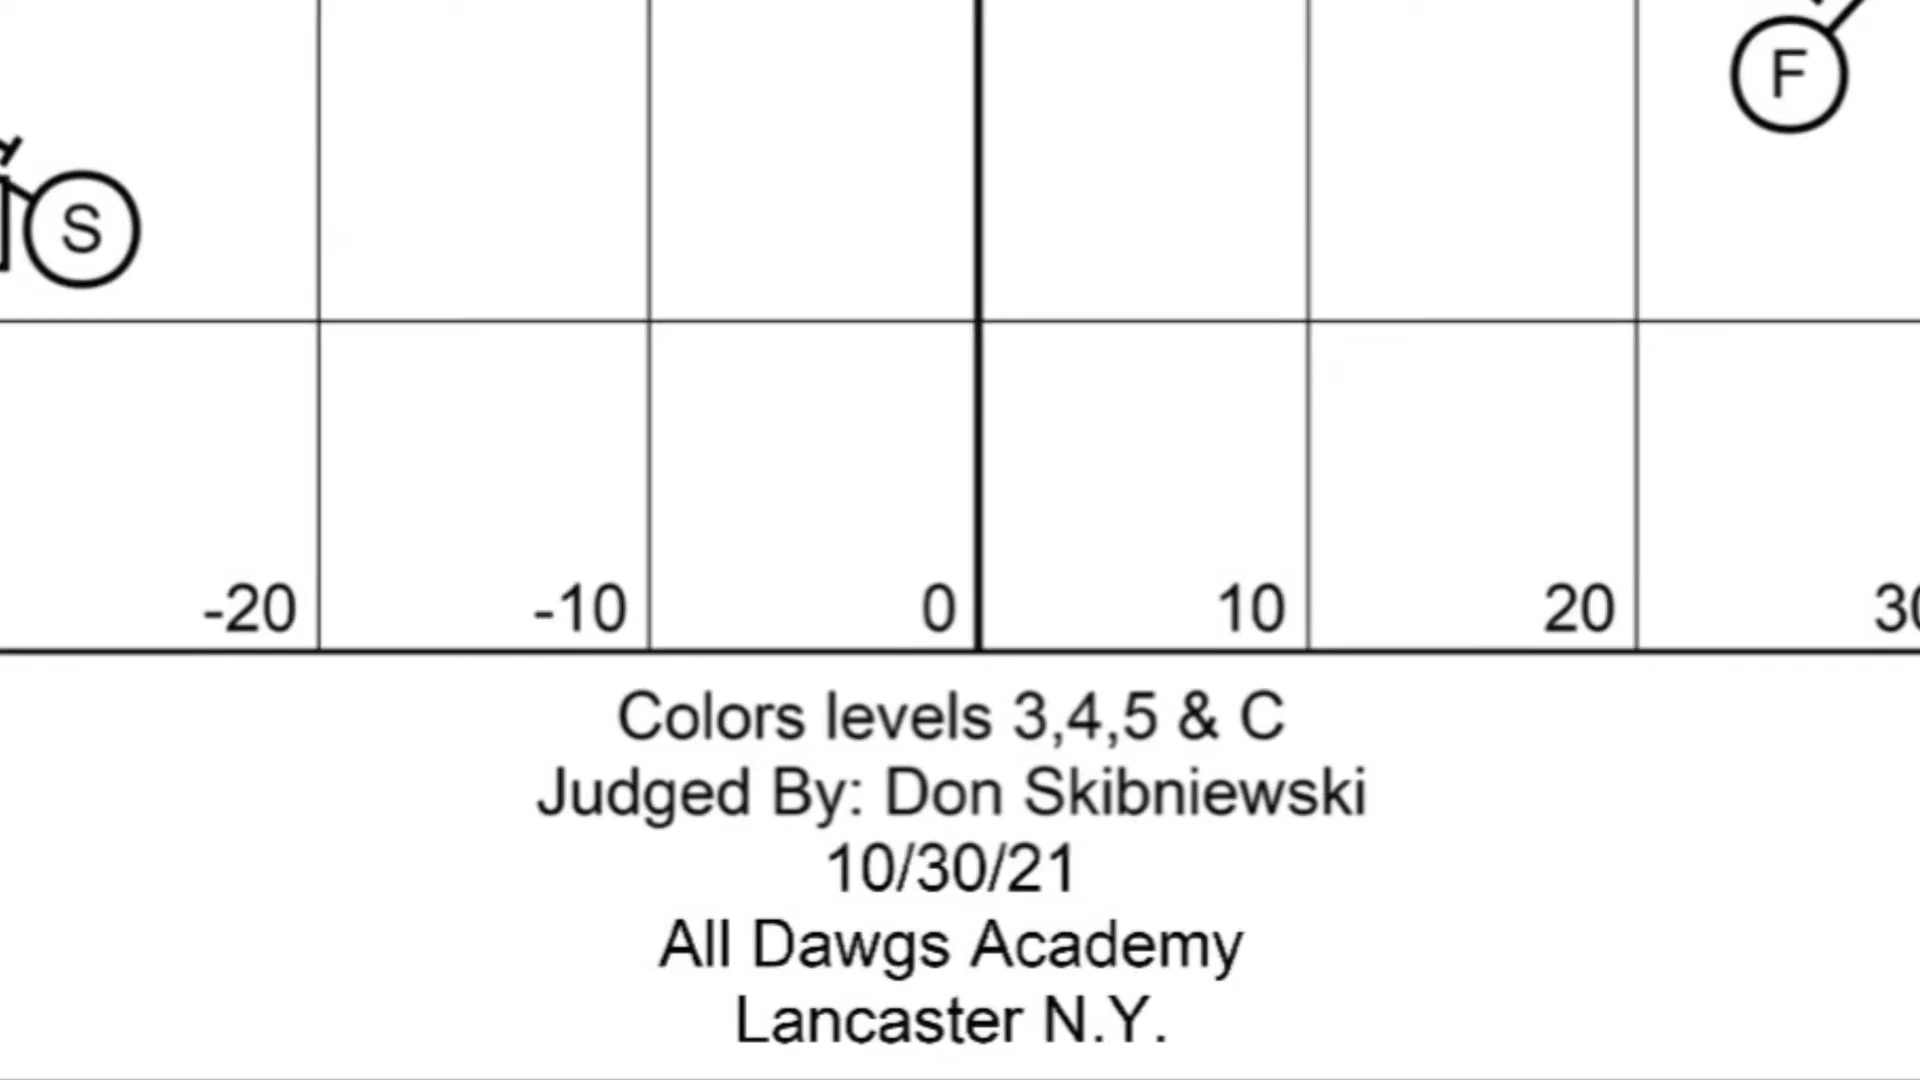 F
S
-20 -10 0 10 20 30
Colors levels 3,4,5 & C
Judged By: Don Skibniewski
10/30/21
All Dawgs Academy
Lancaster N.Y.